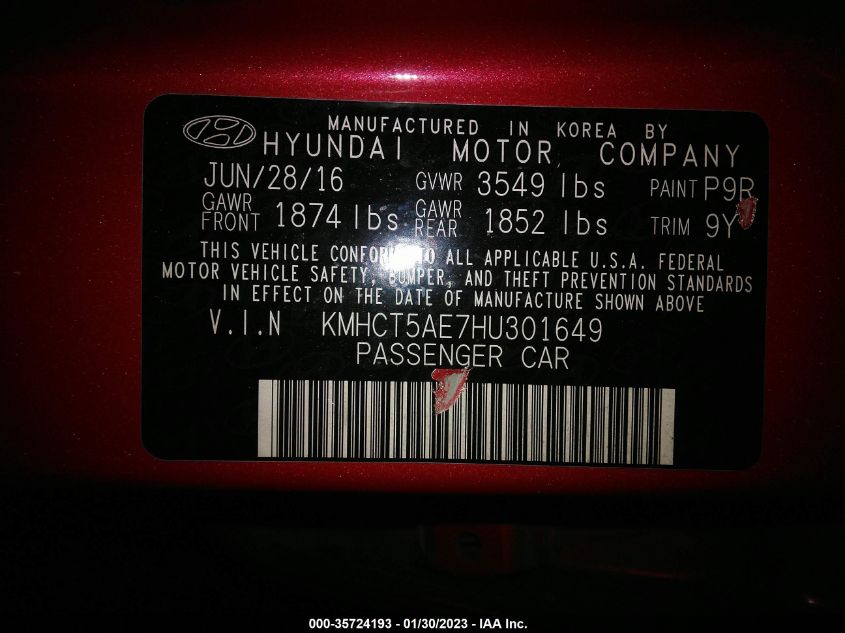 MANUFACTURED IN KOREA BY
HYUNDAI MOTOR COMPANY
JUN/28/16 GVWR 3549 lbs PAINT P9R
GAWR FRONT 1874 lbs GAWR REAR 1852 lbs TRIM 9Y
THIS VEHICLE CONFORMS TO ALL APPLICABLE U.S.A. FEDERAL
MOTOR VEHICLE SAFETY, BUMPER, AND THEFT PREVENTION STANDARDS
IN EFFECT ON THE DATE OF MANUFACTURE SHOWN ABOVE
V.I.N KMHCT5AE7HU301649
PASSENGER CAR
000-35724193 - 01/30/2023 - IAA Inc.